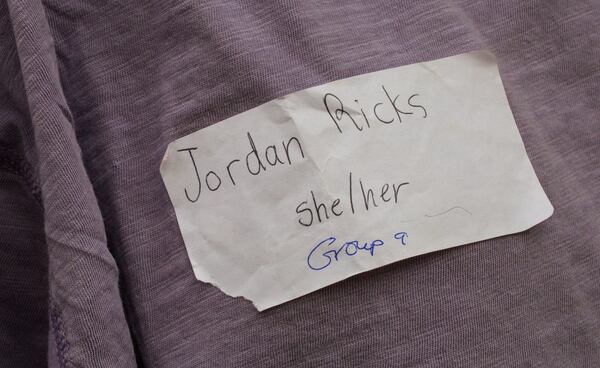 Jordan Ricks
she/her
Group 9